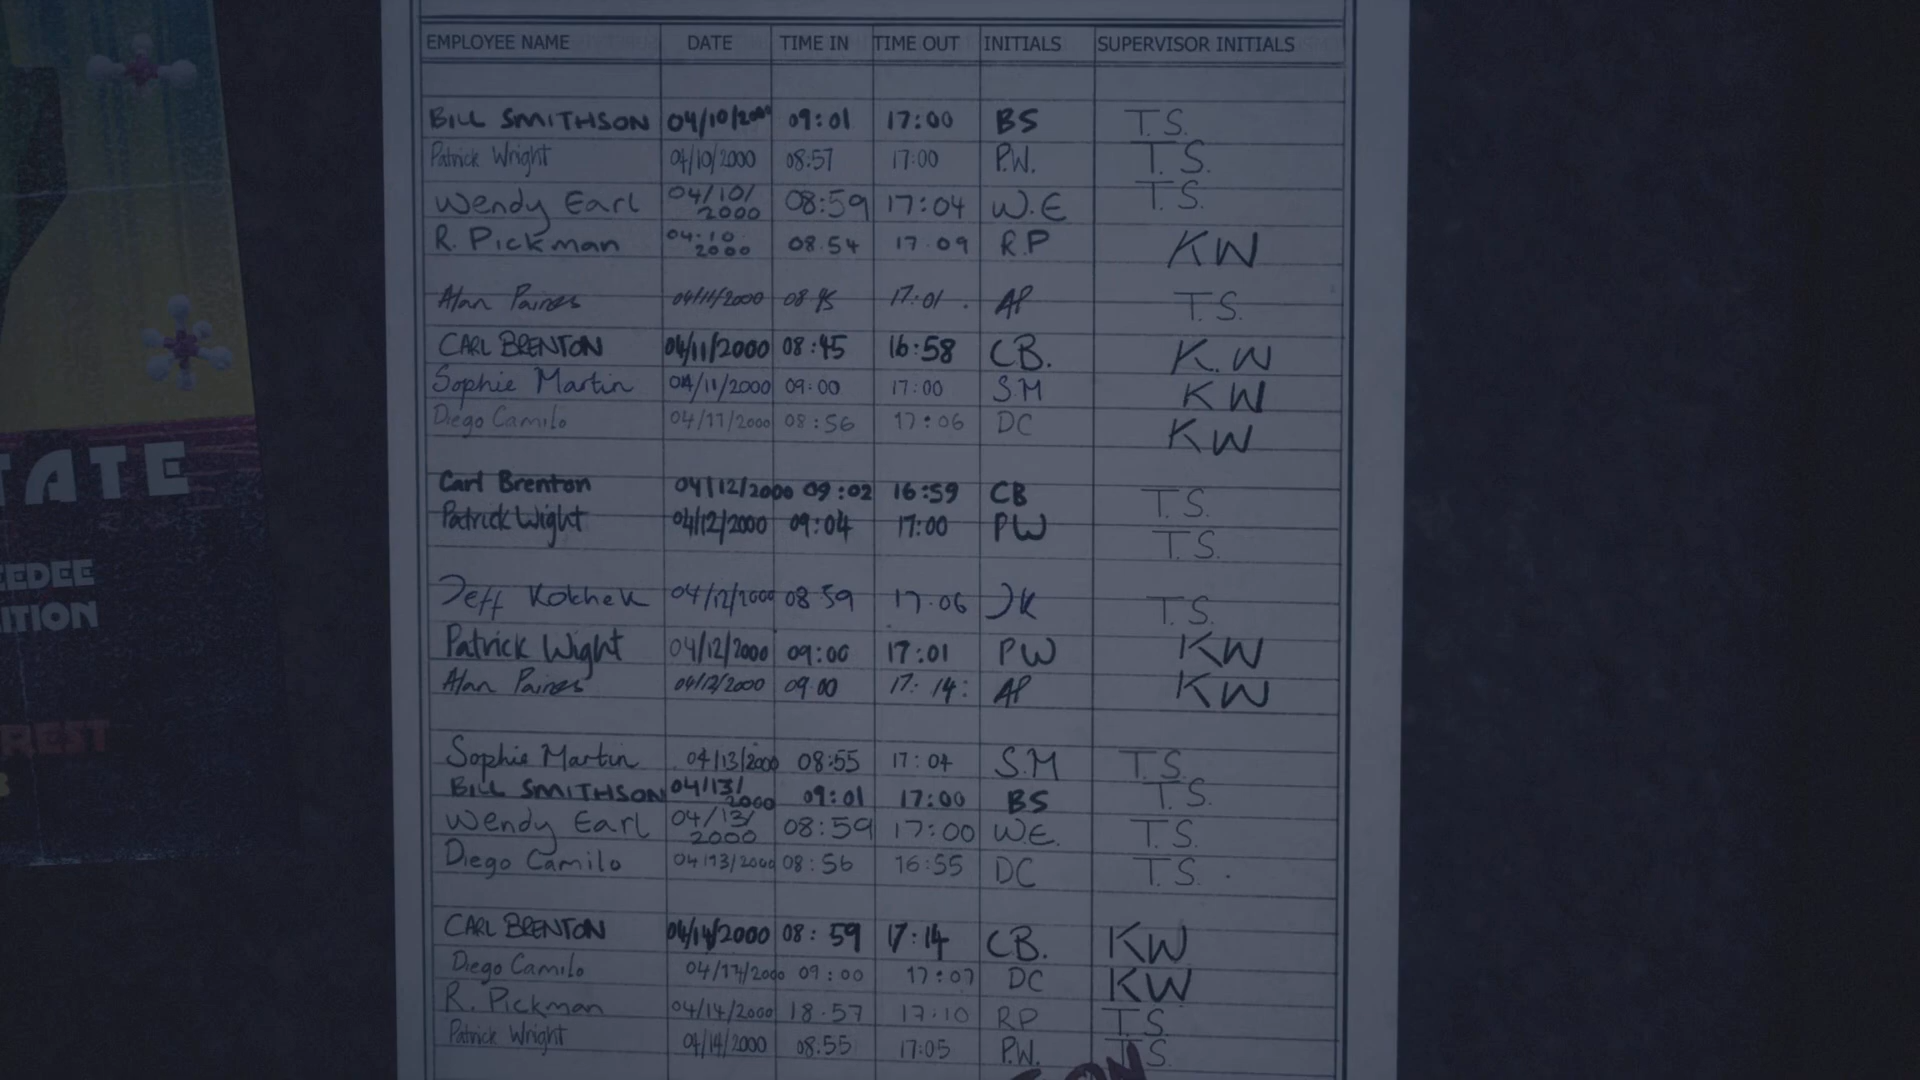 EMPLOYEE NAME DATE TIME IN TIME OUT INITIALS SUPERVISOR INITIALS
BILL SMITHSON 04/10/2000 09:01 17:00 BS T.S.
Patrick Wright 04/10/2000 08:57 17:00 P.W. T.S.
Wendy Earl 04/10/2000 08:59 17:04 W.E T.S.
R. Pickman 04.10 2000 08.54 17.09 R.P KW
Alan Paines 04/11/2000 08 45 17:01 AP T.S.
CARL BRENTON 04/11/2000 08:45 16:58 CB. K.W
Sophie Martin 04/11/2000 09:00 17:00 S.M KW
Diego Camilo 04/11/2000 08:56 17:06 DC KW
Carl Brenton 04/12/2000 09:02 16:59 CB T.S.
Patrick Wight 04/12/2000 09:04 17:00 PW T.S.
Jeff Kotchek 04/12/2000 08 59 17.06 JK T.S.
Patrick Wight 04/12/2000 09:00 17:01 PW KW
Alan Paines 04/12/2000 09.00 17:14: AP KW
Sophie Martin 04/13/2000 08:55 17:04 S.M T.S.
BILL SMITHSON 04/13/2000 09:01 17:00 BS T.S.
Wendy Earl 04/13/2000 08:59 17:00 W.E. T.S.
Diego Camilo 04/13/2000 08:56 16:55 DC T.S.
CARL BRENTON 04/14/2000 08:59 17:14 CB. KW
Diego Camilo 04/14/2000 09:00 17:07 DC KW
R. Pickman 04/14/2000 18.57 17:10 RP T.S.
Patrick Wright 04/14/2000 08:55 17:05 P.W. T.S.
TATE
EEDEE
ITION
REST